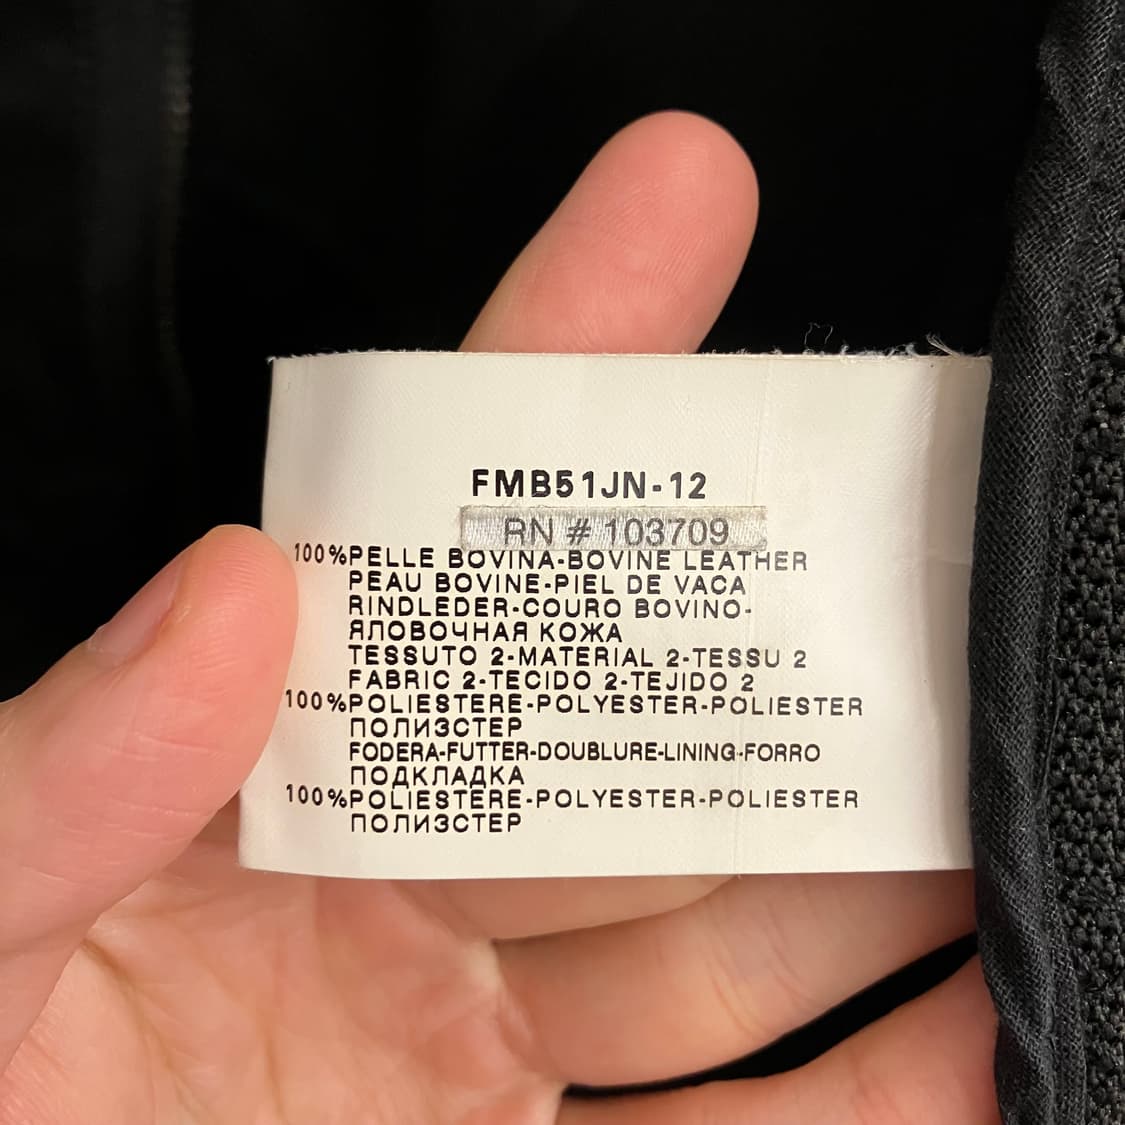 FMB51JN-12
RN # 103709
100%PELLE BOVINA-BOVINE LEATHER
PEAU BOVINE-PIEL DE VACA
RINDLEDER-COURO BOVINO-
ЯЛОВОЧНАЯ КОЖА
TESSUTO 2-MATERIAL 2-TESSU 2
FABRIC 2-TECIDO 2-TEJIDO 2
100%POLIESTERE-POLYESTER-POLIESTER
ПОЛИЗСТЕР
FODERA-FUTTER-DOUBLURE-LINING-FORRO
ПОДКЛАДКА
100%POLIESTERE-POLYESTER-POLIESTER
ПОЛИЗСТЕР